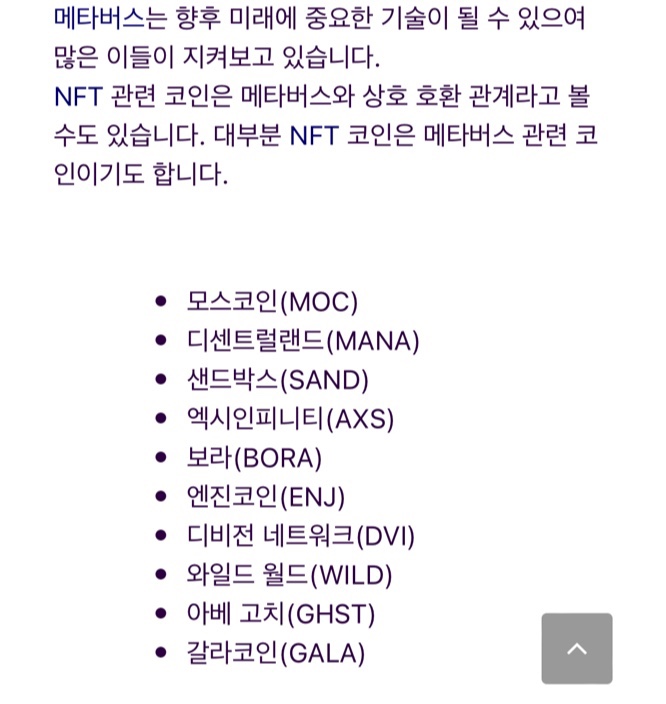 메타버스는 향후 미래에 중요한 기술이 될 수 있으여
많은 이들이 지켜보고 있습니다.
NFT 관련 코인은 메타버스와 상호 호환 관계라고 볼
수도 있습니다. 대부분 NFT 코인은 메타버스 관련 코
인이기도 합니다.
• 모스코인(MOC)
• 디센트럴랜드(MANA)
• 샌드박스(SAND)
• 엑시인피니티(AXS)
• 보라(BORA)
• 엔진코인(ENJ)
• 디비전 네트워크(DVI)
• 와일드 월드(WILD)
• 아베 고치(GHST)
• 갈라코인(GALA)